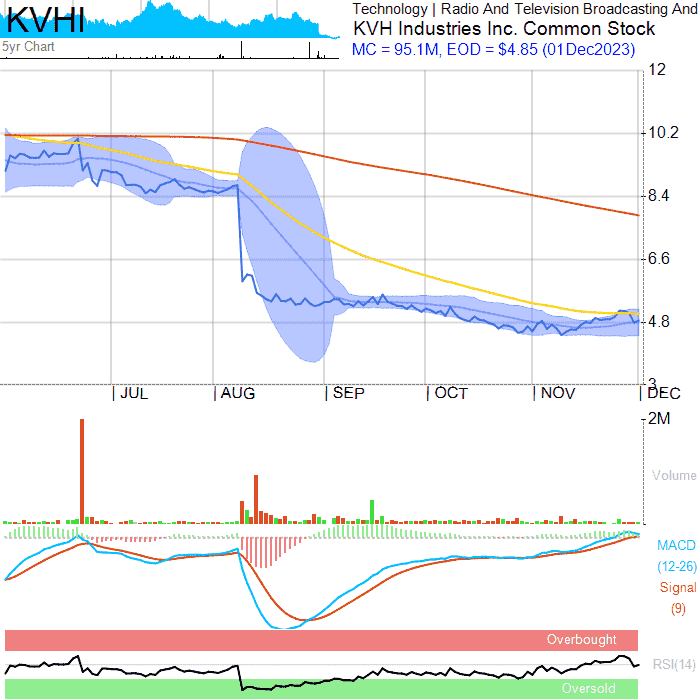 KVHI
5yr Chart
Technology | Radio And Television Broadcasting And
KVH Industries Inc. Common Stock
MC = 95.1M, EOD = $4.85 (01Dec2023)
12
10.2
8.4
6.6
4.8
3
JUL AUG SEP OCT NOV DEC
2M
Volume
MACD
(12-26)
Signal
(9)
Overbought
RSI(14)
Oversold